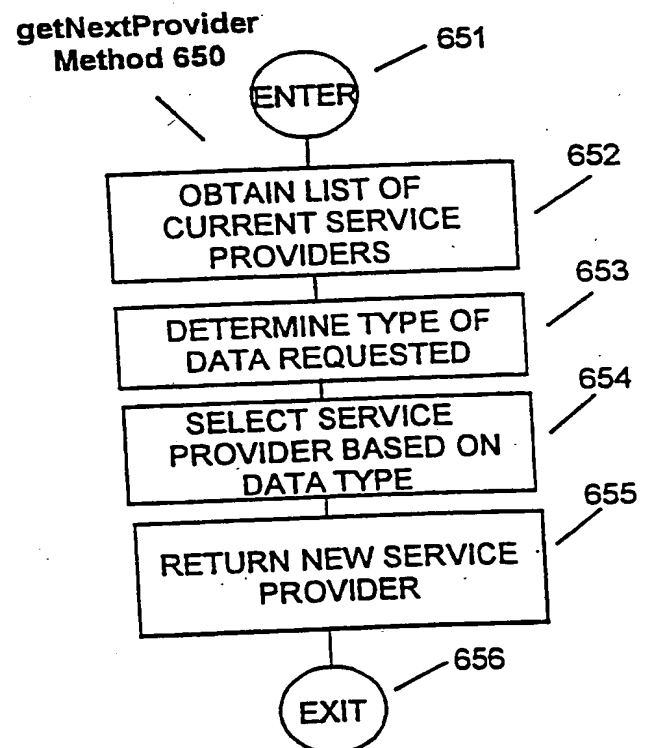 getNextProvider
Method 650
651
ENTER
652
OBTAIN LIST OF
CURRENT SERVICE
PROVIDERS
653
DETERMINE TYPE OF
DATA REQUESTED
654
SELECT SERVICE
PROVIDER BASED ON
DATA TYPE
655
RETURN NEW SERVICE
PROVIDER
656
EXIT